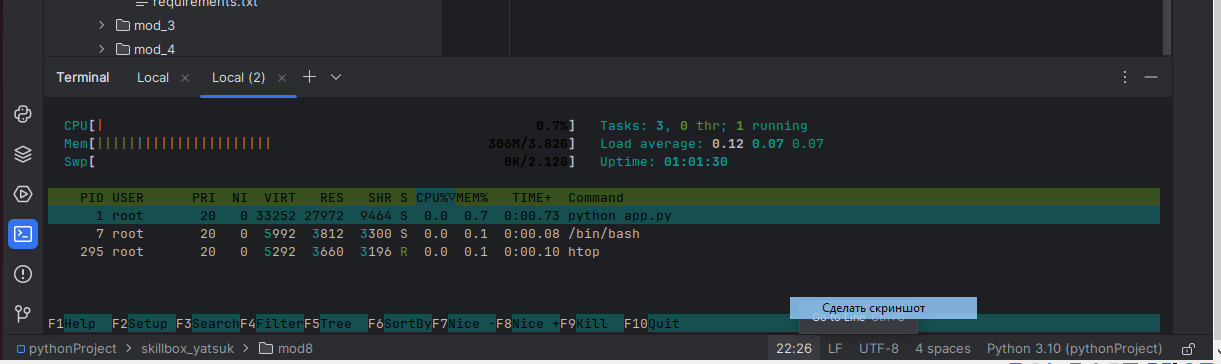 requirements.txt
mod_3
mod_4
Terminal Local Local (2)
CPU[| 0.7%] Tasks: 3, 0 thr; 1 running
Mem[|||||||||||||||||||||| 306M/3.82G] Load average: 0.12 0.07 0.07
Swp[ 0K/2.12G] Uptime: 01:01:30
PID USER PRI NI VIRT RES SHR S CPU%▽MEM% TIME+ Command
1 root 20 0 33252 27972 9464 S 0.0 0.7 0:00.73 python app.py
7 root 20 0 5992 3812 3300 S 0.0 0.1 0:00.08 /bin/bash
295 root 20 0 5292 3660 3196 R 0.0 0.1 0:00.10 htop
Сделать скриншот
Go to Line
F1Help F2Setup F3SearchF4FilterF5Tree F6SortByF7Nice -F8Nice +F9Kill F10Quit
pythonProject > skillbox_yatsuk > mod8 22:26 LF UTF-8 4 spaces Python 3.10 (pythonProject)